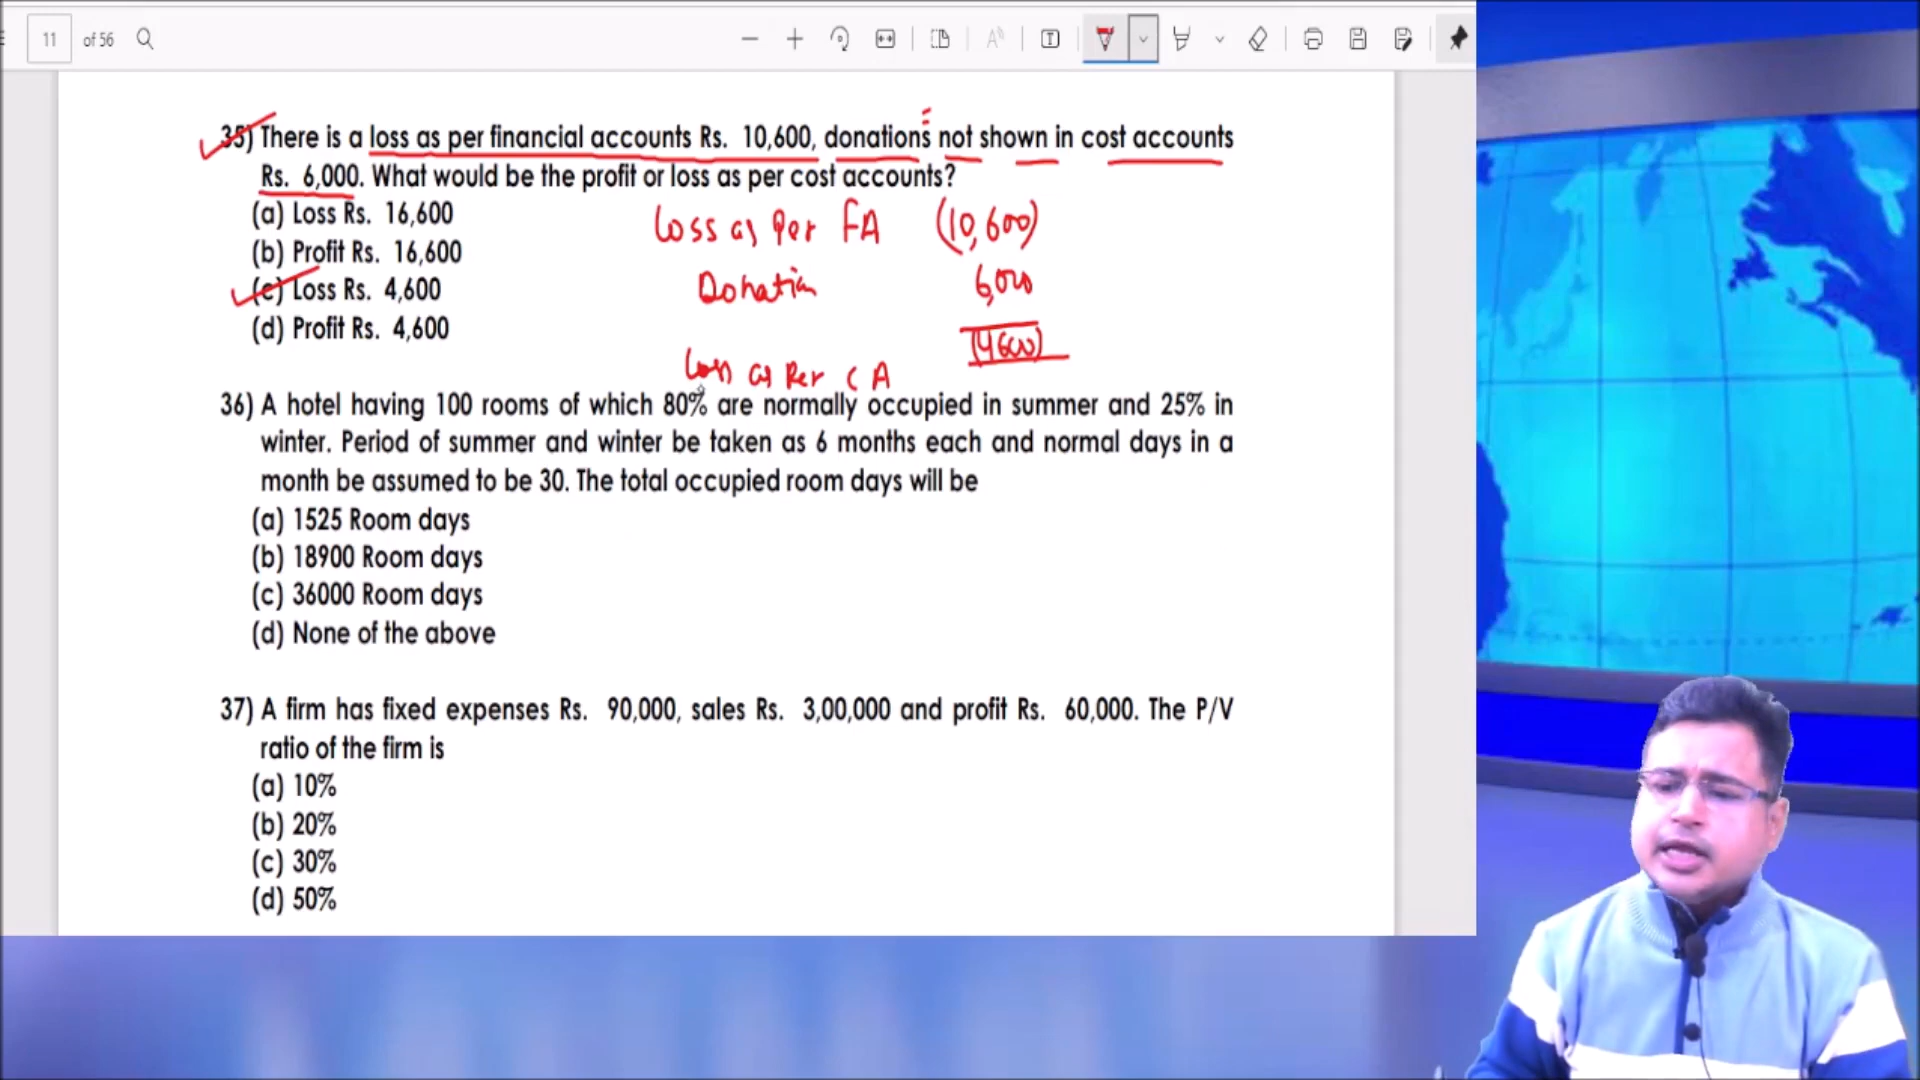 11 of 56
35) There is a loss as per financial accounts Rs. 10,600, donations not shown in cost accounts
Rs. 6,000. What would be the profit or loss as per cost accounts?
(a) Loss Rs. 16,600
(b) Profit Rs. 16,600
(c) Loss Rs. 4,600
(d) Profit Rs. 4,600
Loss as Per FA (10,600)
Donation 6,000
(4600)
Loss as Per CA
36) A hotel having 100 rooms of which 80% are normally occupied in summer and 25% in
winter. Period of summer and winter be taken as 6 months each and normal days in a
month be assumed to be 30. The total occupied room days will be
(a) 1525 Room days
(b) 18900 Room days
(c) 36000 Room days
(d) None of the above
37) A firm has fixed expenses Rs. 90,000, sales Rs. 3,00,000 and profit Rs. 60,000. The P/V
ratio of the firm is
(a) 10%
(b) 20%
(c) 30%
(d) 50%